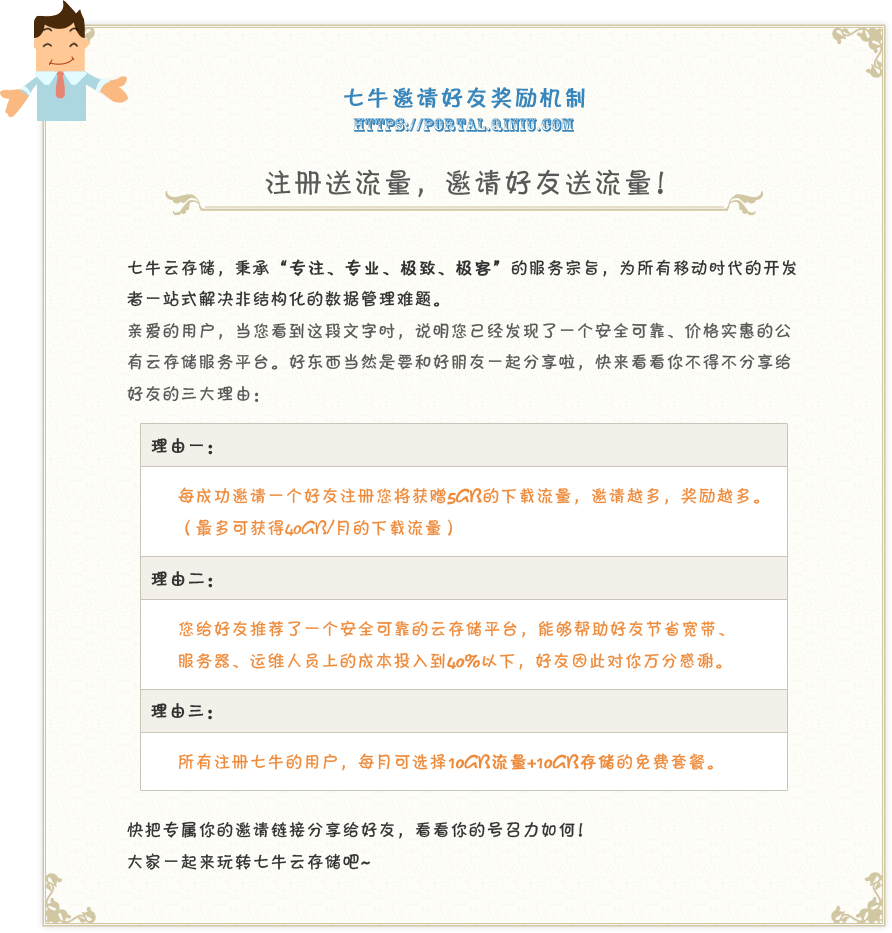 七牛邀请好友奖励机制
HTTPS://PORTAL.QINIU.COM
注册送流量，邀请好友送流量！
七牛云存储，秉承“专注、专业、极致、极客”的服务宗旨，为所有移动时代的开发
者一站式解决非结构化的数据管理难题。
亲爱的用户，当您看到这段文字时，说明您已经发现了一个安全可靠、价格实惠的公
有云存储服务平台。好东西当然是要和好朋友一起分享啦，快来看看你不得不分享给
好友的三大理由：
理由一：
每成功邀请一个好友注册您将获赠5GB的下载流量，邀请越多，奖励越多。
（最多可获得40GB/月的下载流量）
理由二：
您给好友推荐了一个安全可靠的云存储平台，能够帮助好友节省宽带、
服务器、运维人员上的成本投入到40%以下，好友因此对你万分感谢。
理由三：
所有注册七牛的用户，每月可选择10GB流量+10GB存储的免费套餐。
快把专属你的邀请链接分享给好友，看看你的号召力如何！
大家一起来玩转七牛云存储吧~